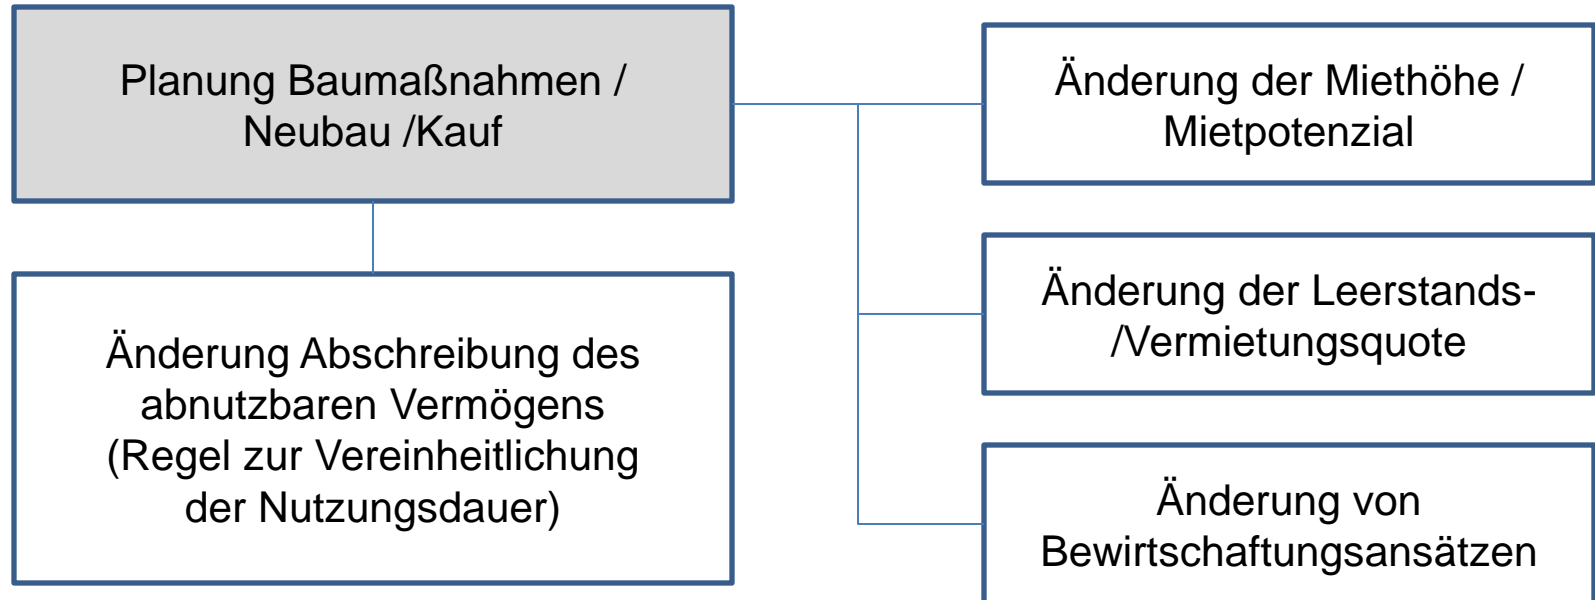 Planung Baumaßnahmen /
Neubau /Kauf
Änderung Abschreibung des
abnutzbaren Vermögens
(Regel zur Vereinheitlichung
der Nutzungsdauer)
Änderung der Miethöhe /
Mietpotenzial
Änderung der Leerstands-
/Vermietungsquote
Änderung von
Bewirtschaftungsansätzen